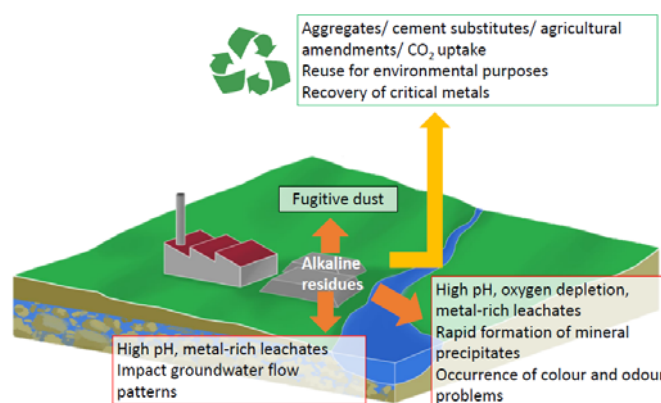 Aggregates/ cement substitutes/ agricultural
amendments/ CO₂ uptake
Reuse for environmental purposes
Recovery of critical metals
Fugitive dust
Alkaline
residues
High pH, metal-rich leachates
Impact groundwater flow
patterns
High pH, oxygen depletion,
metal-rich leachates
Rapid formation of mineral
precipitates
Occurrence of colour and odour
problems